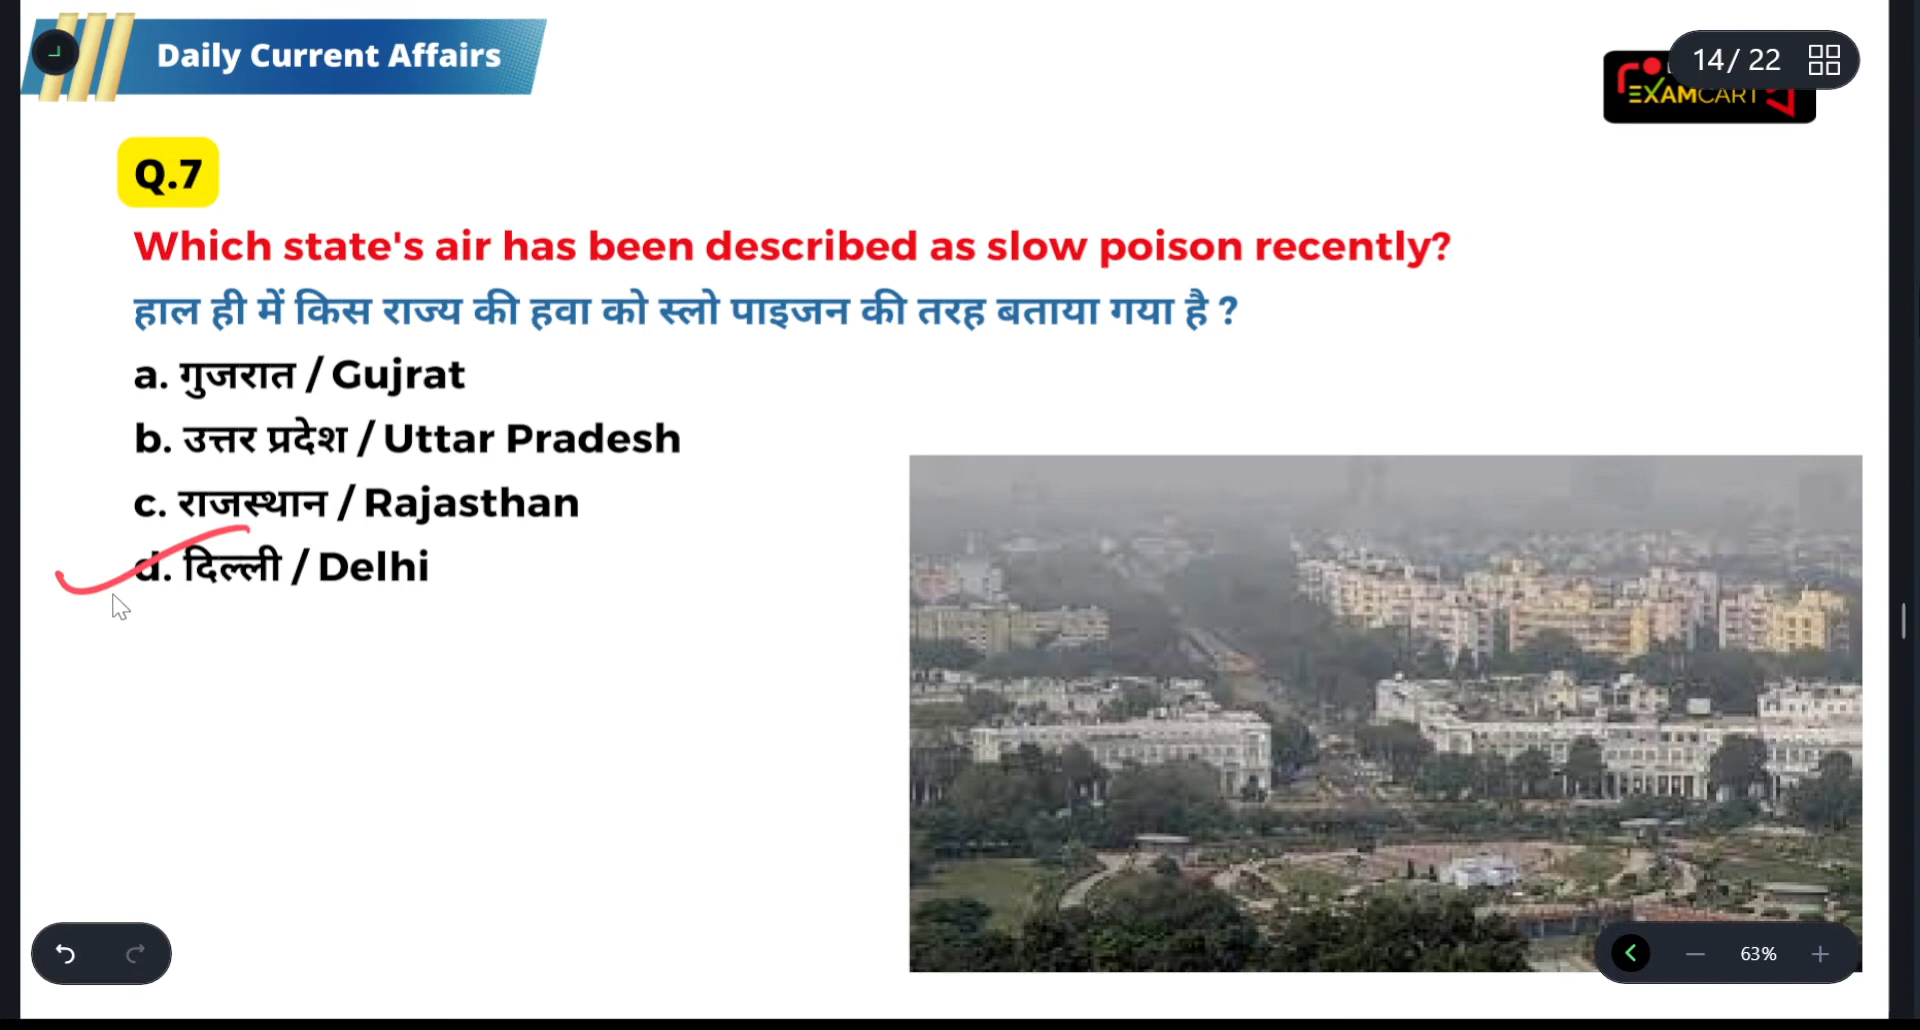 Daily Current Affairs
14/ 22
EXAMCART
Q.7
Which state's air has been described as slow poison recently?
हाल ही में किस राज्य की हवा को स्लो पाइजन की तरह बताया गया है ?
a. गुजरात / Gujrat
b. उत्तर प्रदेश / Uttar Pradesh
c. राजस्थान / Rajasthan
d. दिल्ली / Delhi
63%